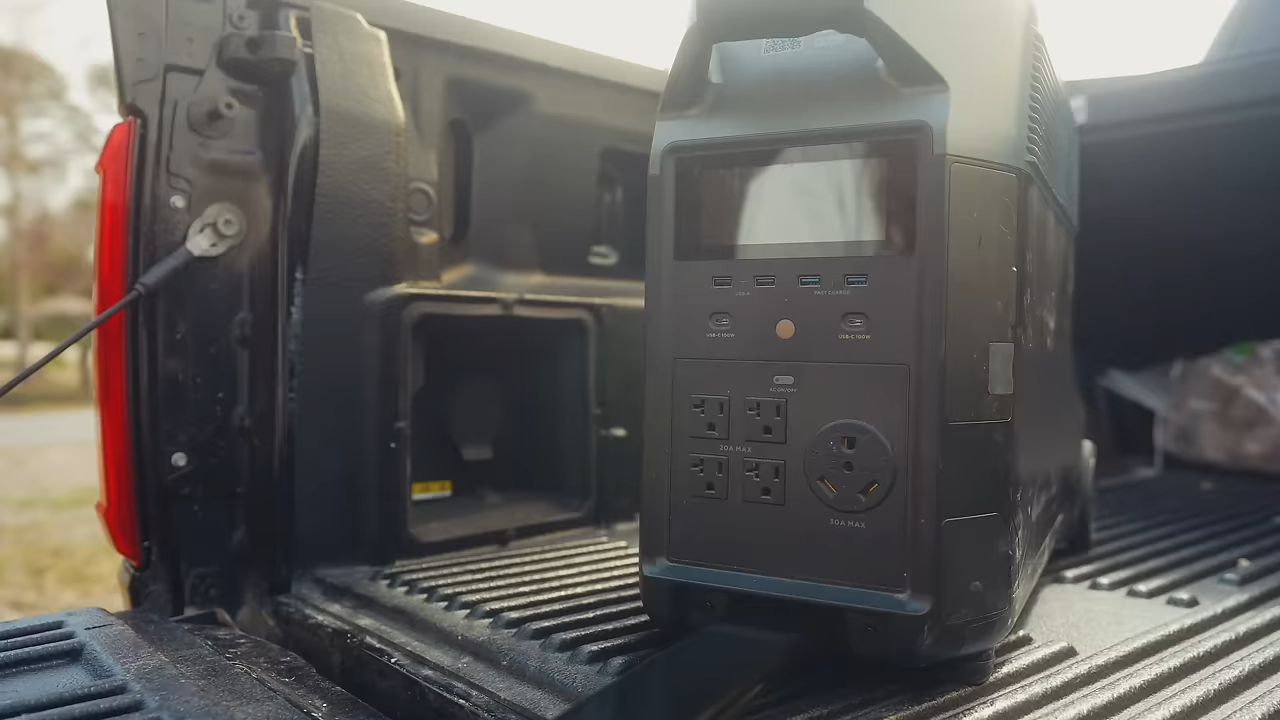 USB-A
FAST CHARGE
USB-C 100W
USB-C 100W
AC ON/OFF
20A MAX
30A MAX